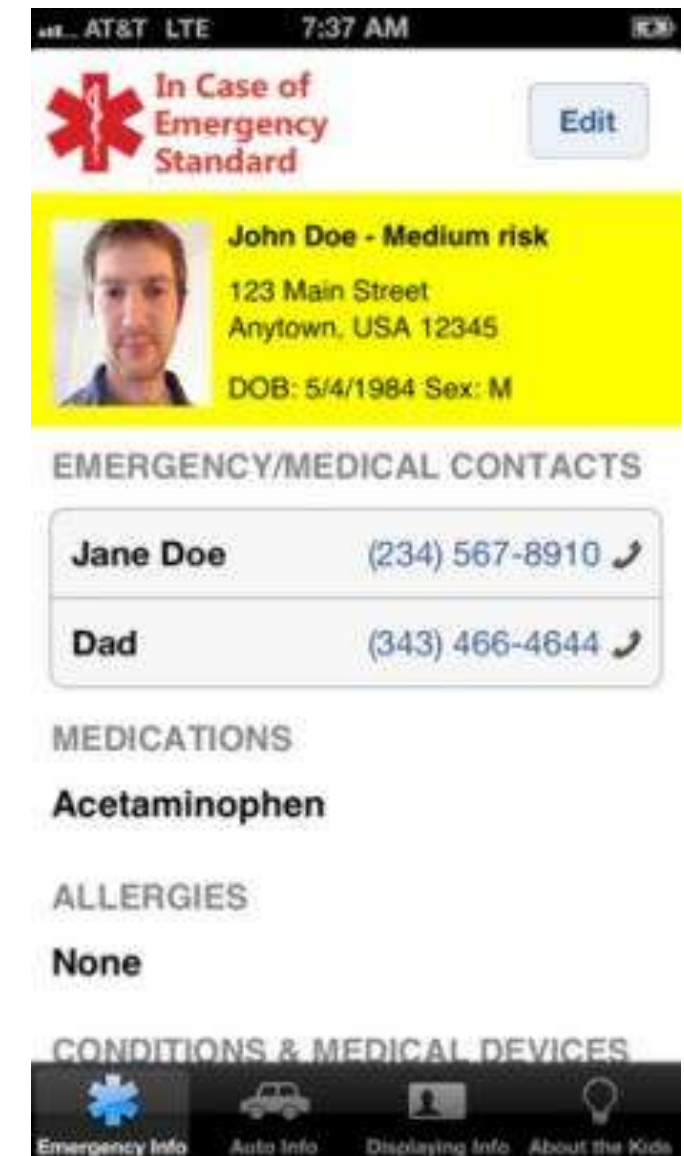 AT&T LTE 7:37 AM
In Case of
Emergency
Standard
Edit
John Doe - Medium risk
123 Main Street
Anytown, USA 12345
DOB: 5/4/1984 Sex: M
EMERGENCY/MEDICAL CONTACTS
Jane Doe (234) 567-8910
Dad (343) 466-4644
MEDICATIONS
Acetaminophen
ALLERGIES
None
CONDITIONS & MEDICAL DEVICES
Emergency Info Auto Info Displaying Info About the Kids